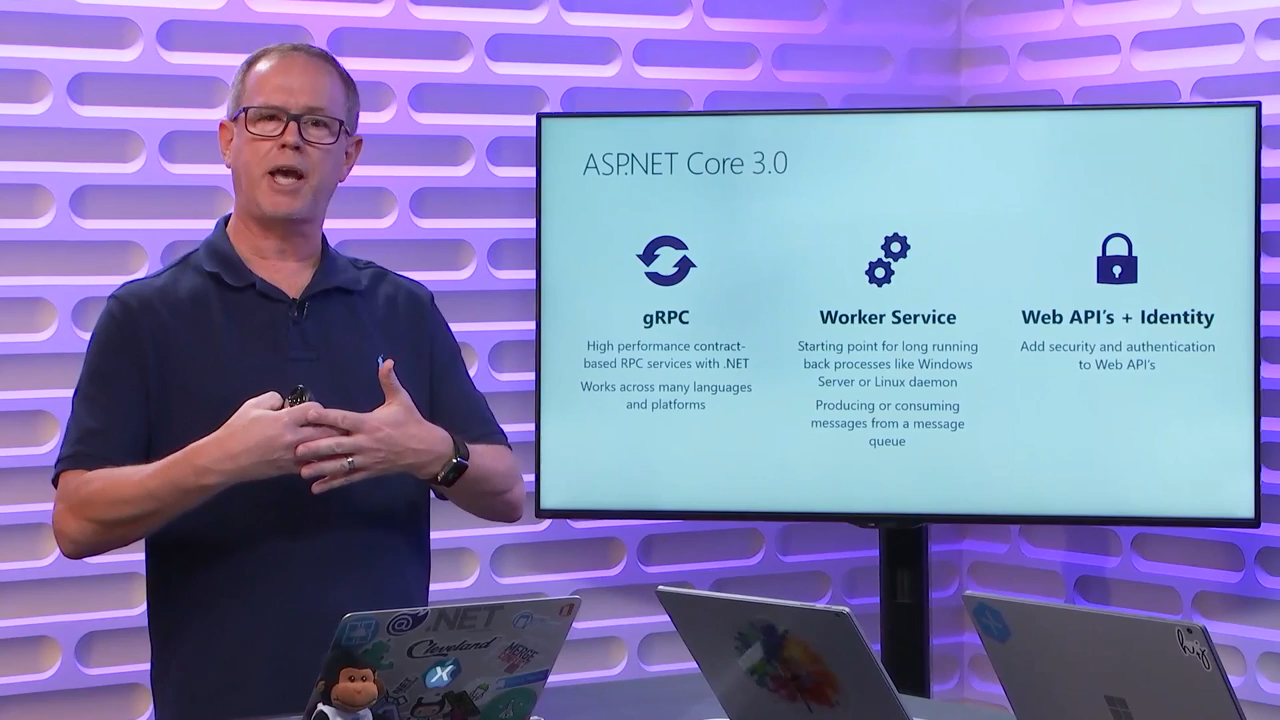 ASP.NET Core 3.0
gRPC
High performance contract-
based RPC services with .NET
Works across many languages
and platforms
Worker Service
Starting point for long running
back processes like Windows
Server or Linux daemon
Producing or consuming
messages from a message
queue
Web API's + Identity
Add security and authentication
to Web API's
.NET
Cleveland
MERGE